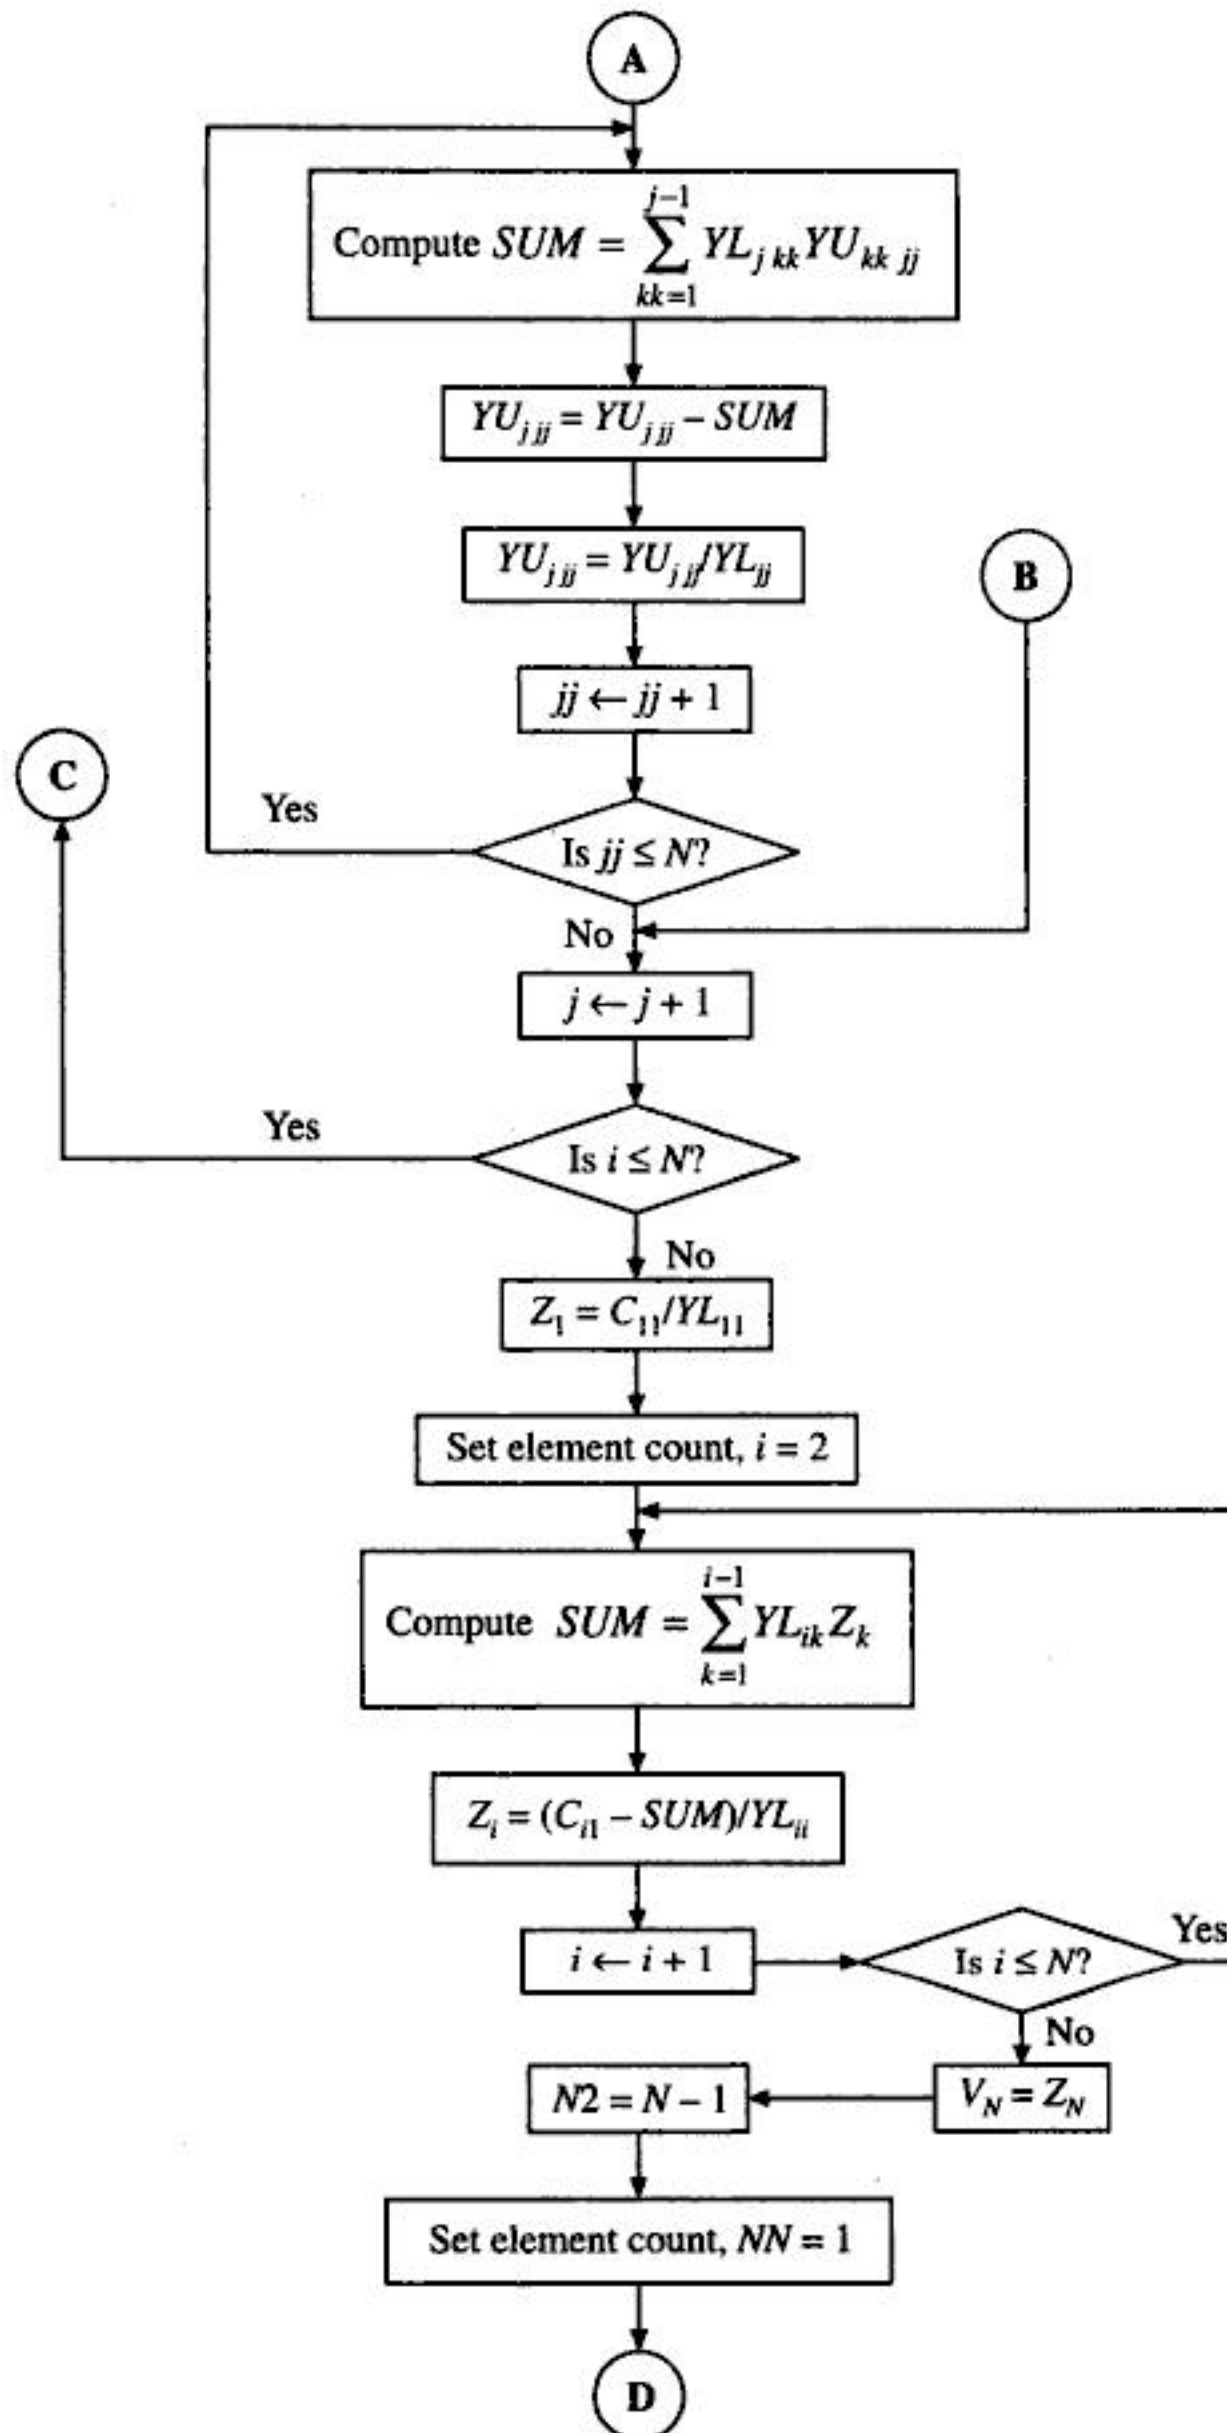 A
Compute SUM = \sum_{kk=1}^{j-1} YL_{j kk} YU_{kk jj}
YU_{j jj} = YU_{j jj} − SUM
YU_{j jj} = YU_{j jj}/YL_{jj}
B
jj ← jj + 1
C
Yes
Is jj ≤ N?
No
j ← j + 1
Yes
Is i ≤ N?
No
Z_1 = C_{11}/YL_{11}
Set element count, i = 2
Compute SUM = \sum_{k=1}^{i−1} YL_{ik} Z_k
Z_i = (C_{i1} − SUM)/YL_{ii}
i ← i + 1
Is i ≤ N?
Yes
No
N2 = N − 1
V_N = Z_N
Set element count, NN = 1
D